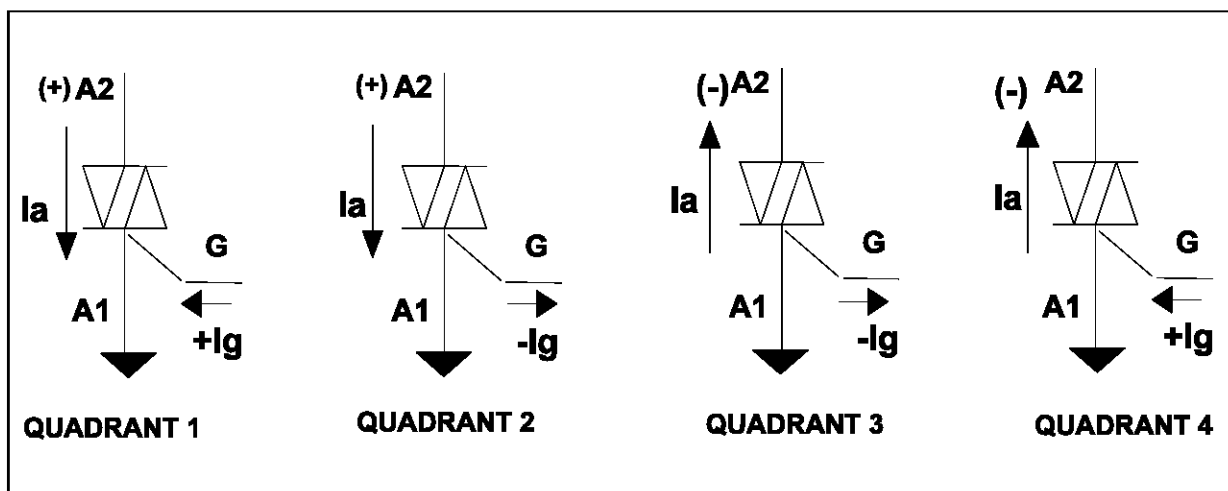 (+) A2
Ia
G
A1
+Ig
QUADRANT 1
(+) A2
Ia
G
A1
-Ig
QUADRANT 2
(-) A2
Ia
G
A1
-Ig
QUADRANT 3
(-) A2
Ia
G
A1
+Ig
QUADRANT 4